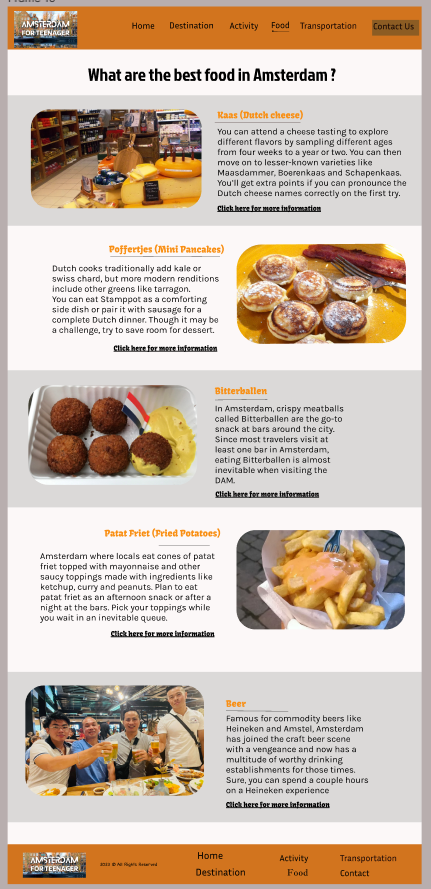 Frame 10
AMSTERDAM
FOR TEENAGER
Home Destination Activity Food Transportation Contact Us
What are the best food in Amsterdam ?
Kaas (Dutch cheese)
You can attend a cheese tasting to explore
different flavors by sampling different ages
from four weeks to a year or two. You can then
move on to lesser-known varieties like
Maasdammer, Boerenkaas and Schapenkaas.
You'll get extra points if you can pronounce the
dutch cheese names correctly on the first try.
Click here for more information
Poffertjes (Mini Pancakes)
Dutch cooks traditionally add kale or
swiss chard, but more modern renditions
include other greens like tarragon.
You can eat Stamppot as a comforting
side dish or pair it with sausage for a
complete Dutch dinner. Though it may be
a challenge, try to save room for dessert.
Click here for more information
Bitterballen
In Amsterdam, crispy meatballs
called Bitterballen are the go-to
snack at bars around the city.
Since most travelers visit at
least one bar in Amsterdam,
eating Bitterballen is almost
inevitable when visiting the
DAM.
Click here for more information
Patat Friet (Fried Potatoes)
Amsterdam where locals eat cones of patat
friet topped with mayonnaise and other
saucy toppings made with ingredients like
ketchup, curry and peanuts. Plan to eat
patat friet as an afternoon snack or after a
night at the bars. Pick your toppings while
you wait in an inevitable queue.
Click here for more information
Beer
Famous for commodity beers like
Heineken and Amstel, Amsterdam
has joined the craft beer scene
with a vengeance and now has a
multitude of worthy drinking
establishments for those times.
Sure, you can spend a couple hours
on a Heineken experience
Click here for more information
AMSTERDAM
FOR TEENAGER
2023 © All Rights Reserved
Home Activity Transportation
Destination Food Contact